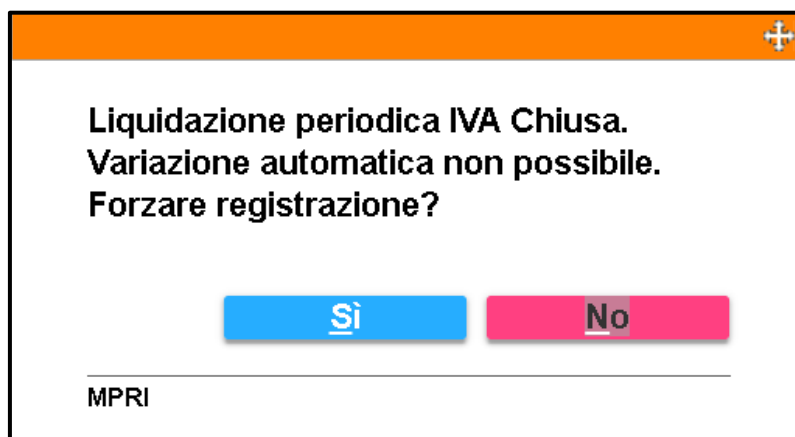 Liquidazione periodica IVA Chiusa.
Variazione automatica non possibile.
Forzare registrazione?
Sì
No
MPRI